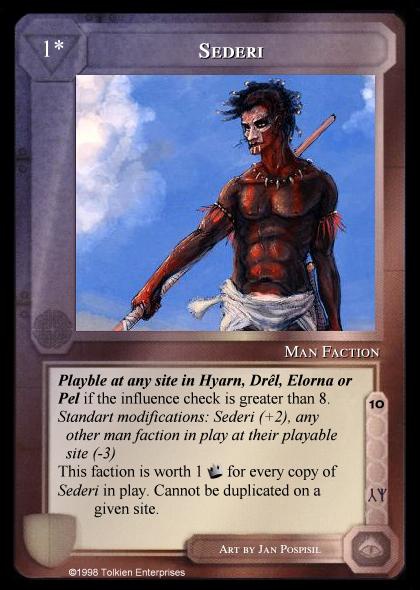 1*
SEDERI
MAN FACTION
Playble at any site in Hyarn, Drêl, Elorna or
Pel if the influence check is greater than 8.
Standart modifications: Sederi (+2), any
other man faction in play at their playable
site (-3)
This faction is worth 1 for every copy of
Sederi in play. Cannot be duplicated on a
given site.
10
ART BY JAN POSPISIL
©1998 Tolkien Enterprises